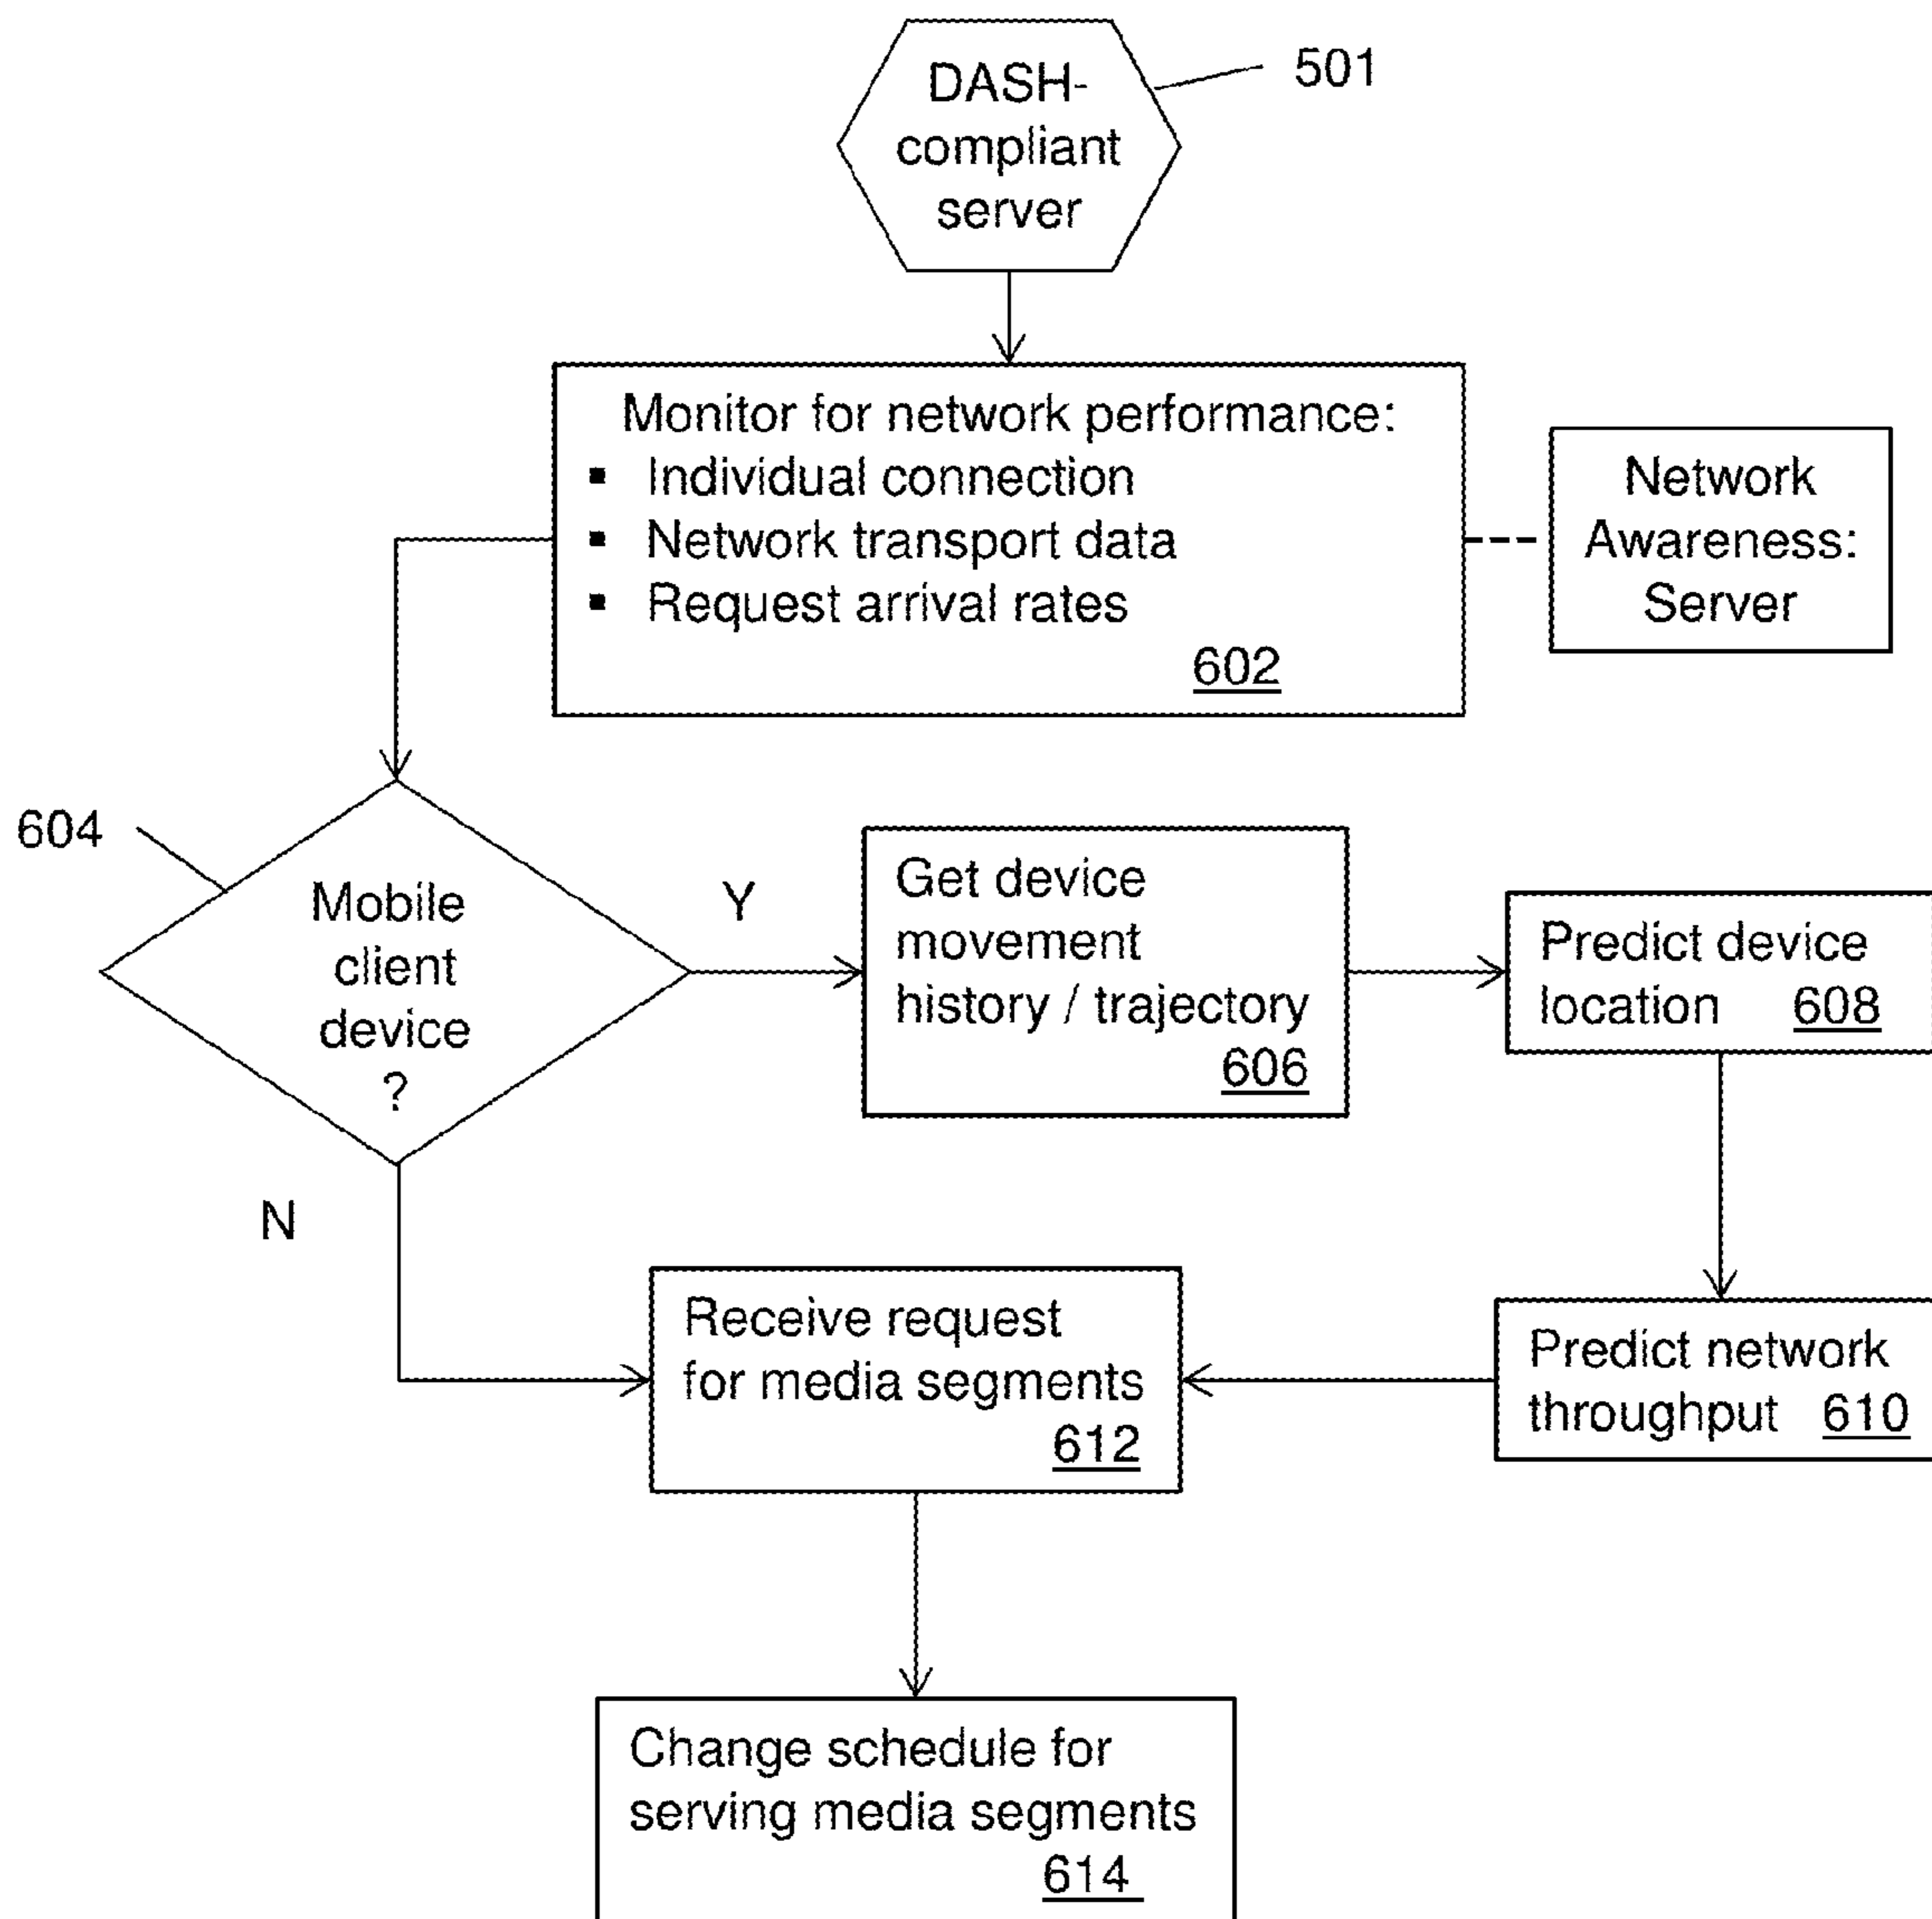 DASH-
compliant
server
501
Monitor for network performance:
▪ Individual connection
▪ Network transport data
▪ Request arrival rates
602
Network
Awareness:
Server
604
Mobile
client
device
?
Y
Get device
movement
history / trajectory
606
Predict device
location 608
N
Receive request
for media segments
612
Predict network
throughput 610
Change schedule for
serving media segments
614